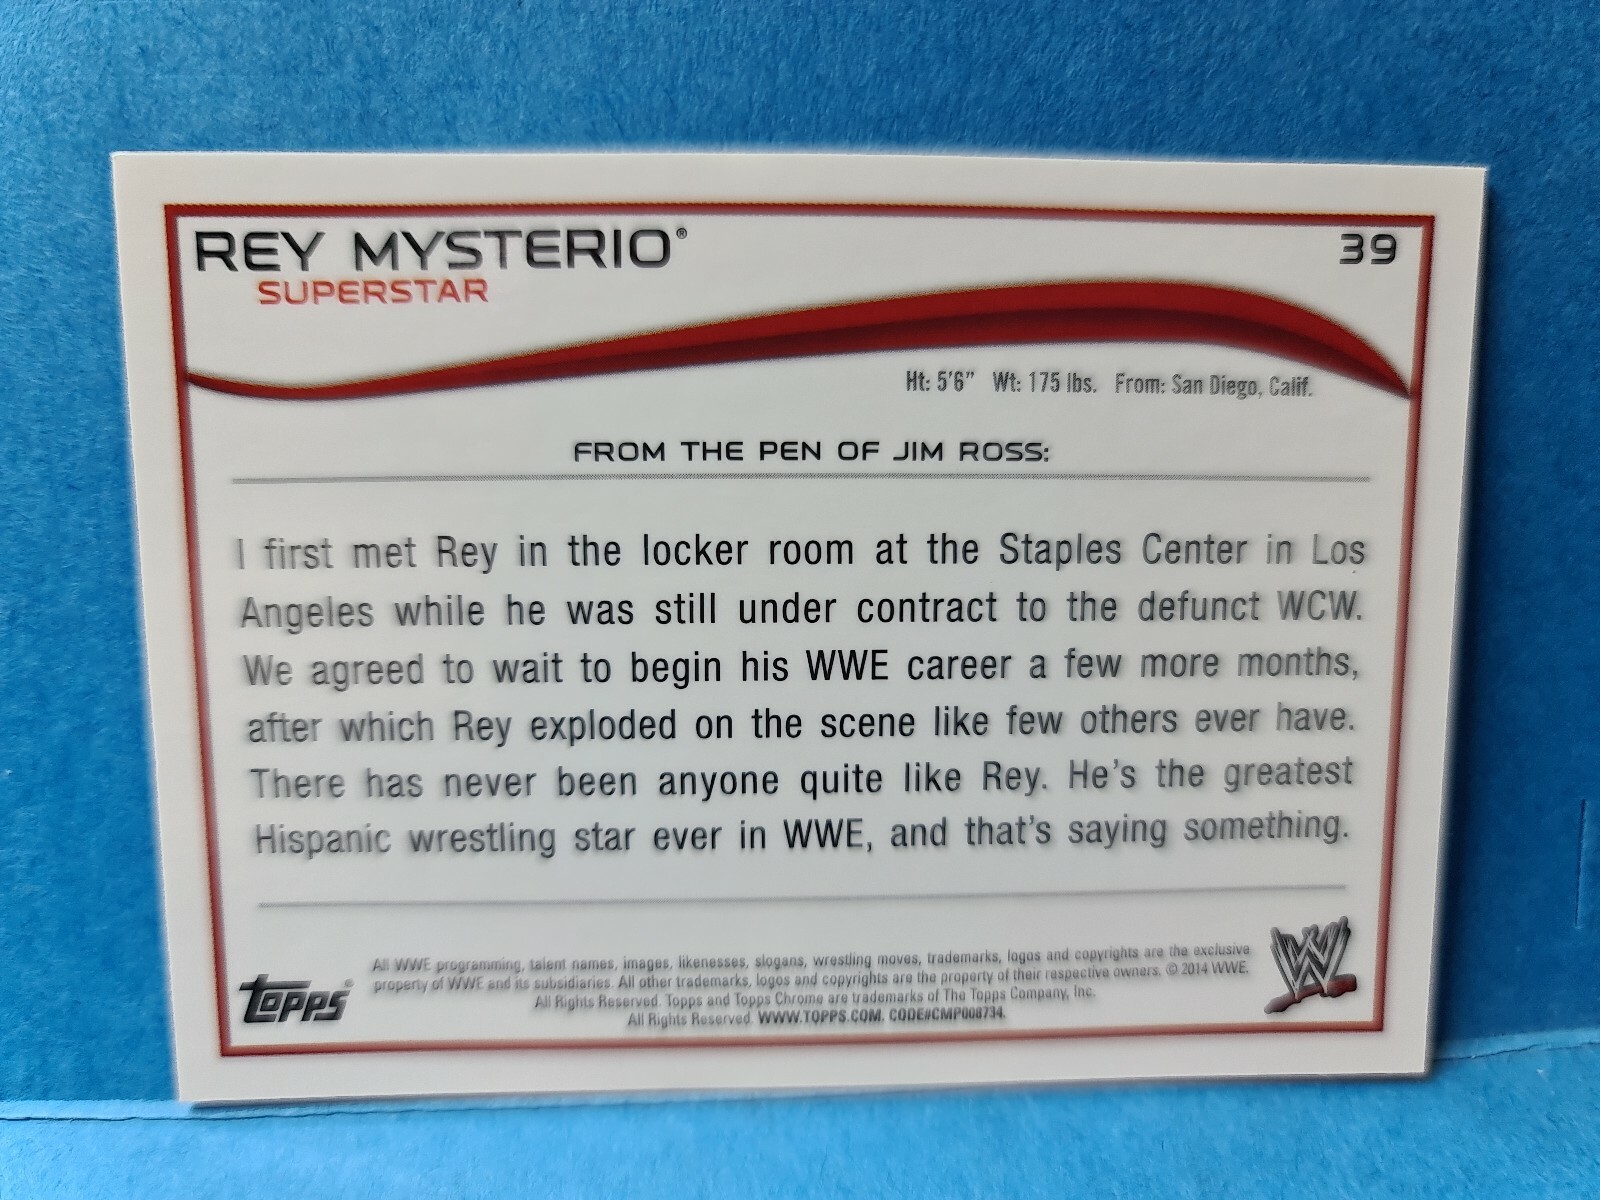 REY MYSTERIO®
39
SUPERSTAR
Ht: 5'6" Wt: 175 lbs. From: San Diego, Calif.
FROM THE PEN OF JIM ROSS:
I first met Rey in the locker room at the Staples Center in Los
Angeles while he was still under contract to the defunct WCW.
We agreed to wait to begin his WWE career a few more months,
after which Rey exploded on the scene like few others ever have.
There has never been anyone quite like Rey. He's the greatest
Hispanic wrestling star ever in WWE, and that's saying something.
All WWE programming, talent names, images, likenesses, slogans, wrestling moves, trademarks, logos and copyrights are the exclusive
property of WWE and its subsidiaries. All other trademarks, logos and copyrights are the property of their respective owners. © 2014 WWE.
All Rights Reserved. Topps and Topps Chrome are trademarks of The Topps Company, Inc.
All Rights Reserved. WWW.TOPPS.COM. CODE#CMP008734.
Topps®
W